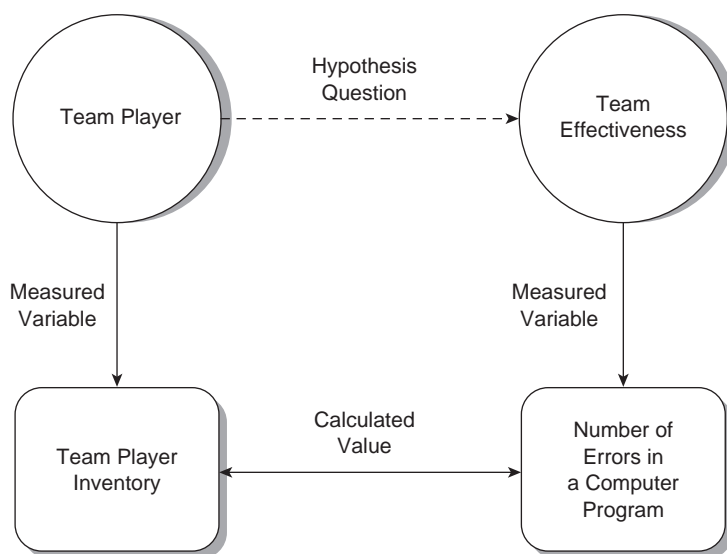 Hypothesis
Question
Team Player
Team
Effectiveness
Measured
Variable
Measured
Variable
Calculated
Value
Team Player
Inventory
Number of
Errors in
a Computer
Program